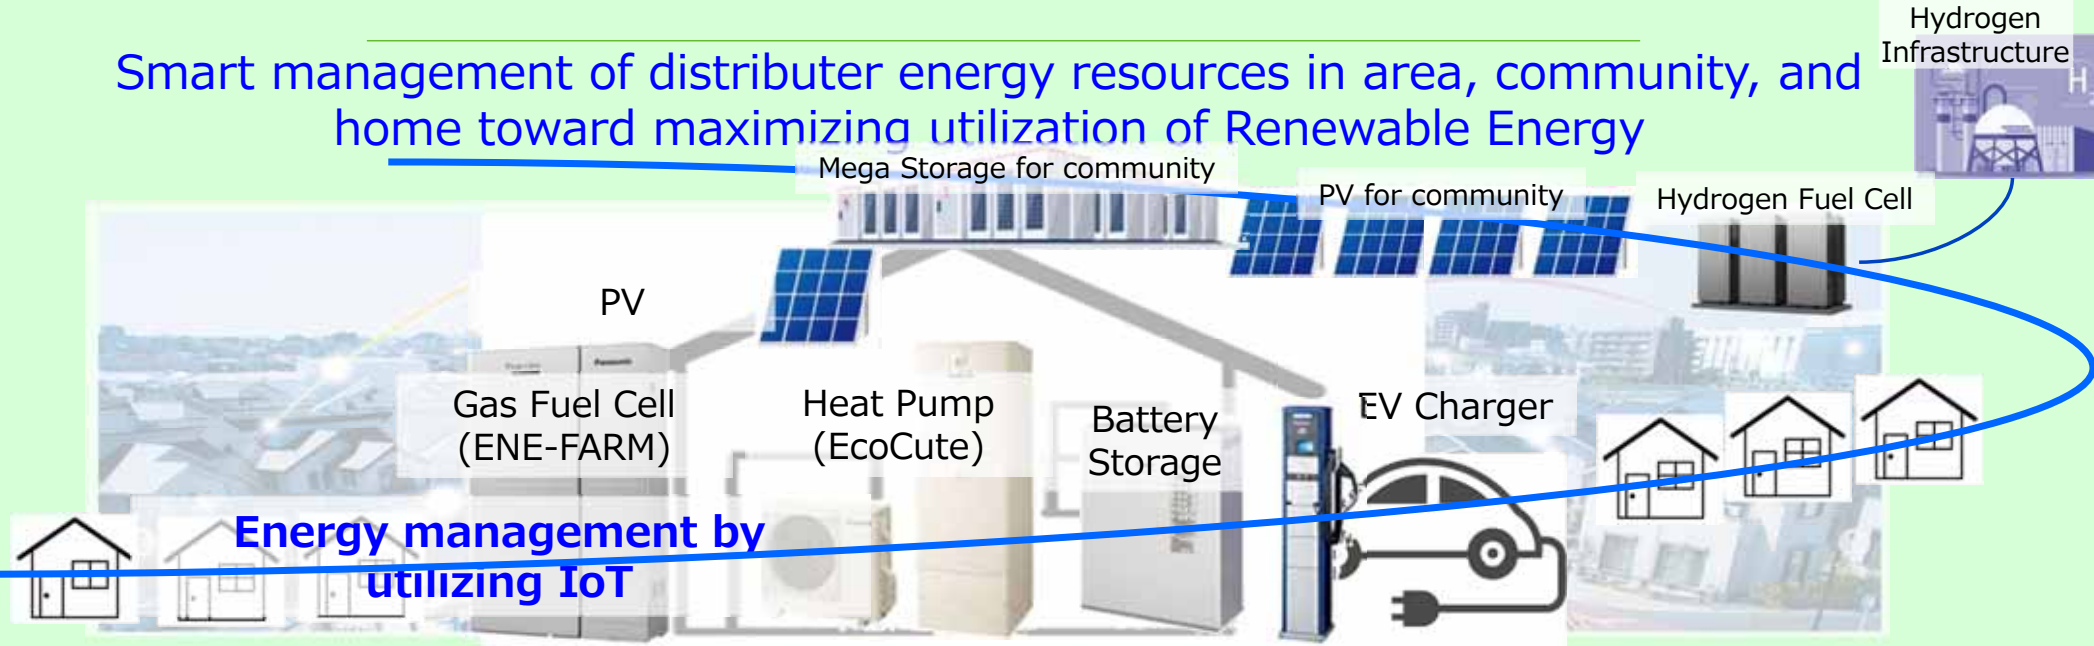 Hydrogen
Infrastructure
H
Smart management of distributer energy resources in area, community, and
home toward maximizing utilization of Renewable Energy
Mega Storage for community
PV for community
Hydrogen Fuel Cell
PV
Panasonic
Gas Fuel Cell
(ENE-FARM)
Heat Pump
(EcoCute)
Battery
Storage
EV Charger
Energy management by
utilizing IoT